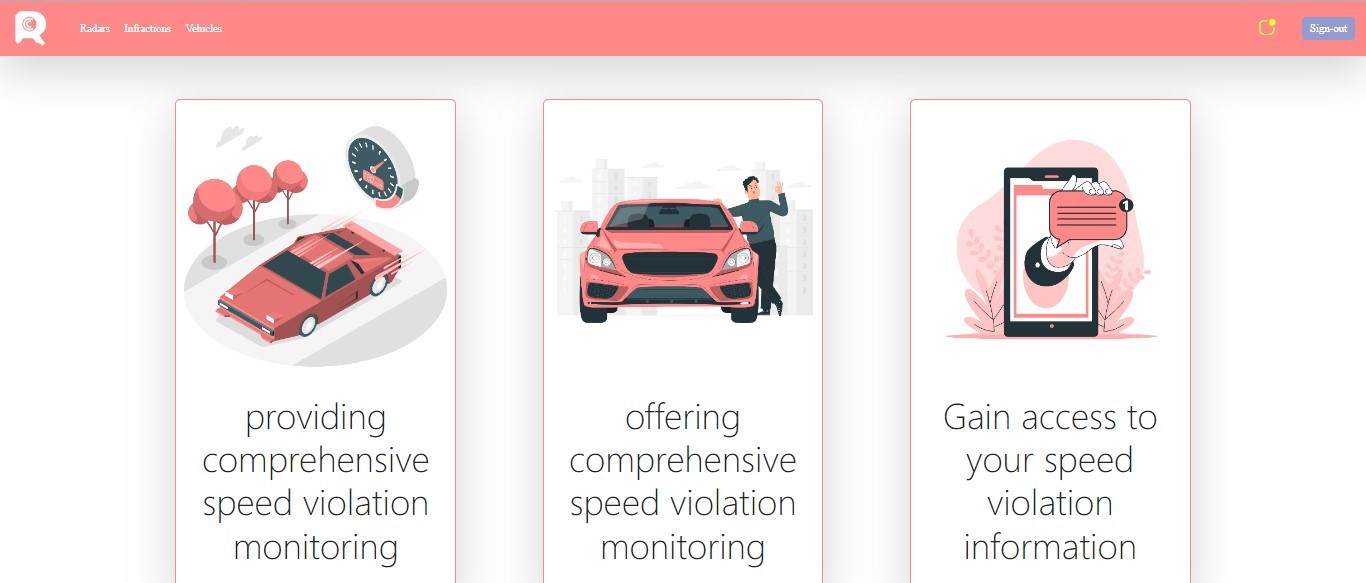 Radars Infractions Vehicles Sign-out
providing
comprehensive
speed violation
monitoring
offering
comprehensive
speed violation
monitoring
1
Gain access to
your speed
violation
information